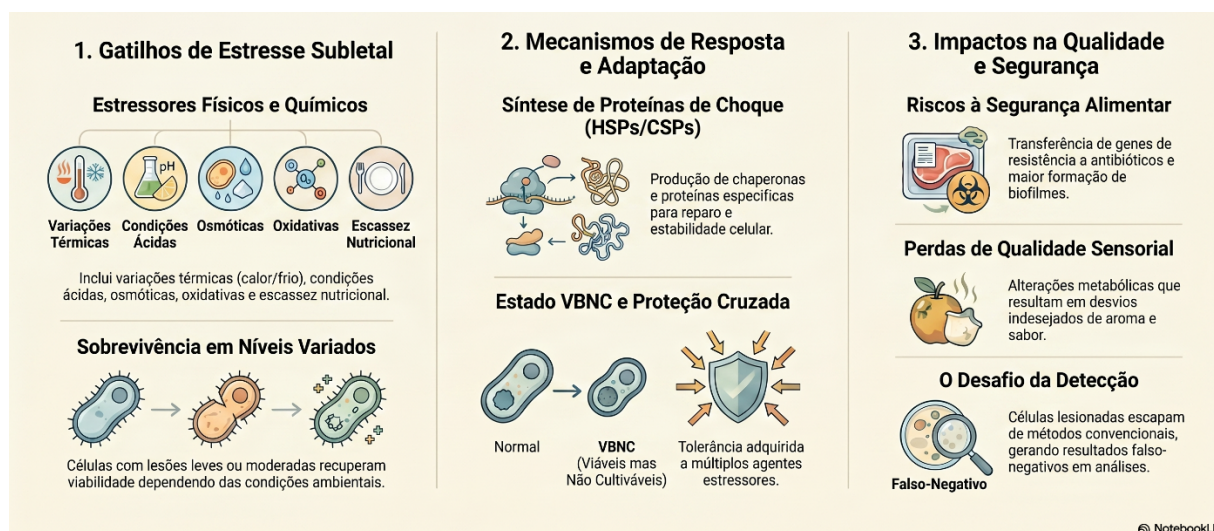 1. Gatilhos de Estresse Subletal
Estressores Físicos e Químicos
pH
Variações
Térmicas
Condições
Ácidas
Osmóticas
Oxidativas
Escassez
Nutricional
Inclui variações térmicas (calor/frio), condições
ácidas, osmóticas, oxidativas e escassez nutricional.
Sobrevivência em Níveis Variados
Células com lesões leves ou moderadas recuperam
viabilidade dependendo das condições ambientais.
2. Mecanismos de Resposta
e Adaptação
Síntese de Proteínas de Choque
(HSPs/CSPs)
Produção de chaperonas
e proteínas especificas
para reparo e
estabilidade celular.
Estado VBNC e Proteção Cruzada
Normal
VBNC
(Viáveis mas
Não Cultiváveis)
Tolerância adquirida
a múltiplos agentes
estressores.
3. Impactos na Qualidade
e Segurança
Riscos à Segurança Alimentar
Transferência de genes de
resistência a antibióticos e
maior formação de
biofilmes.
Perdas de Qualidade Sensorial
Alterações metabólicas que
resultam em desvios
indesejados de aroma e
sabor.
O Desafio da Detecção
Células lesionadas escapam
de métodos convencionais,
gerando resultados falso-
negativos em análises.
Falso-Negativo